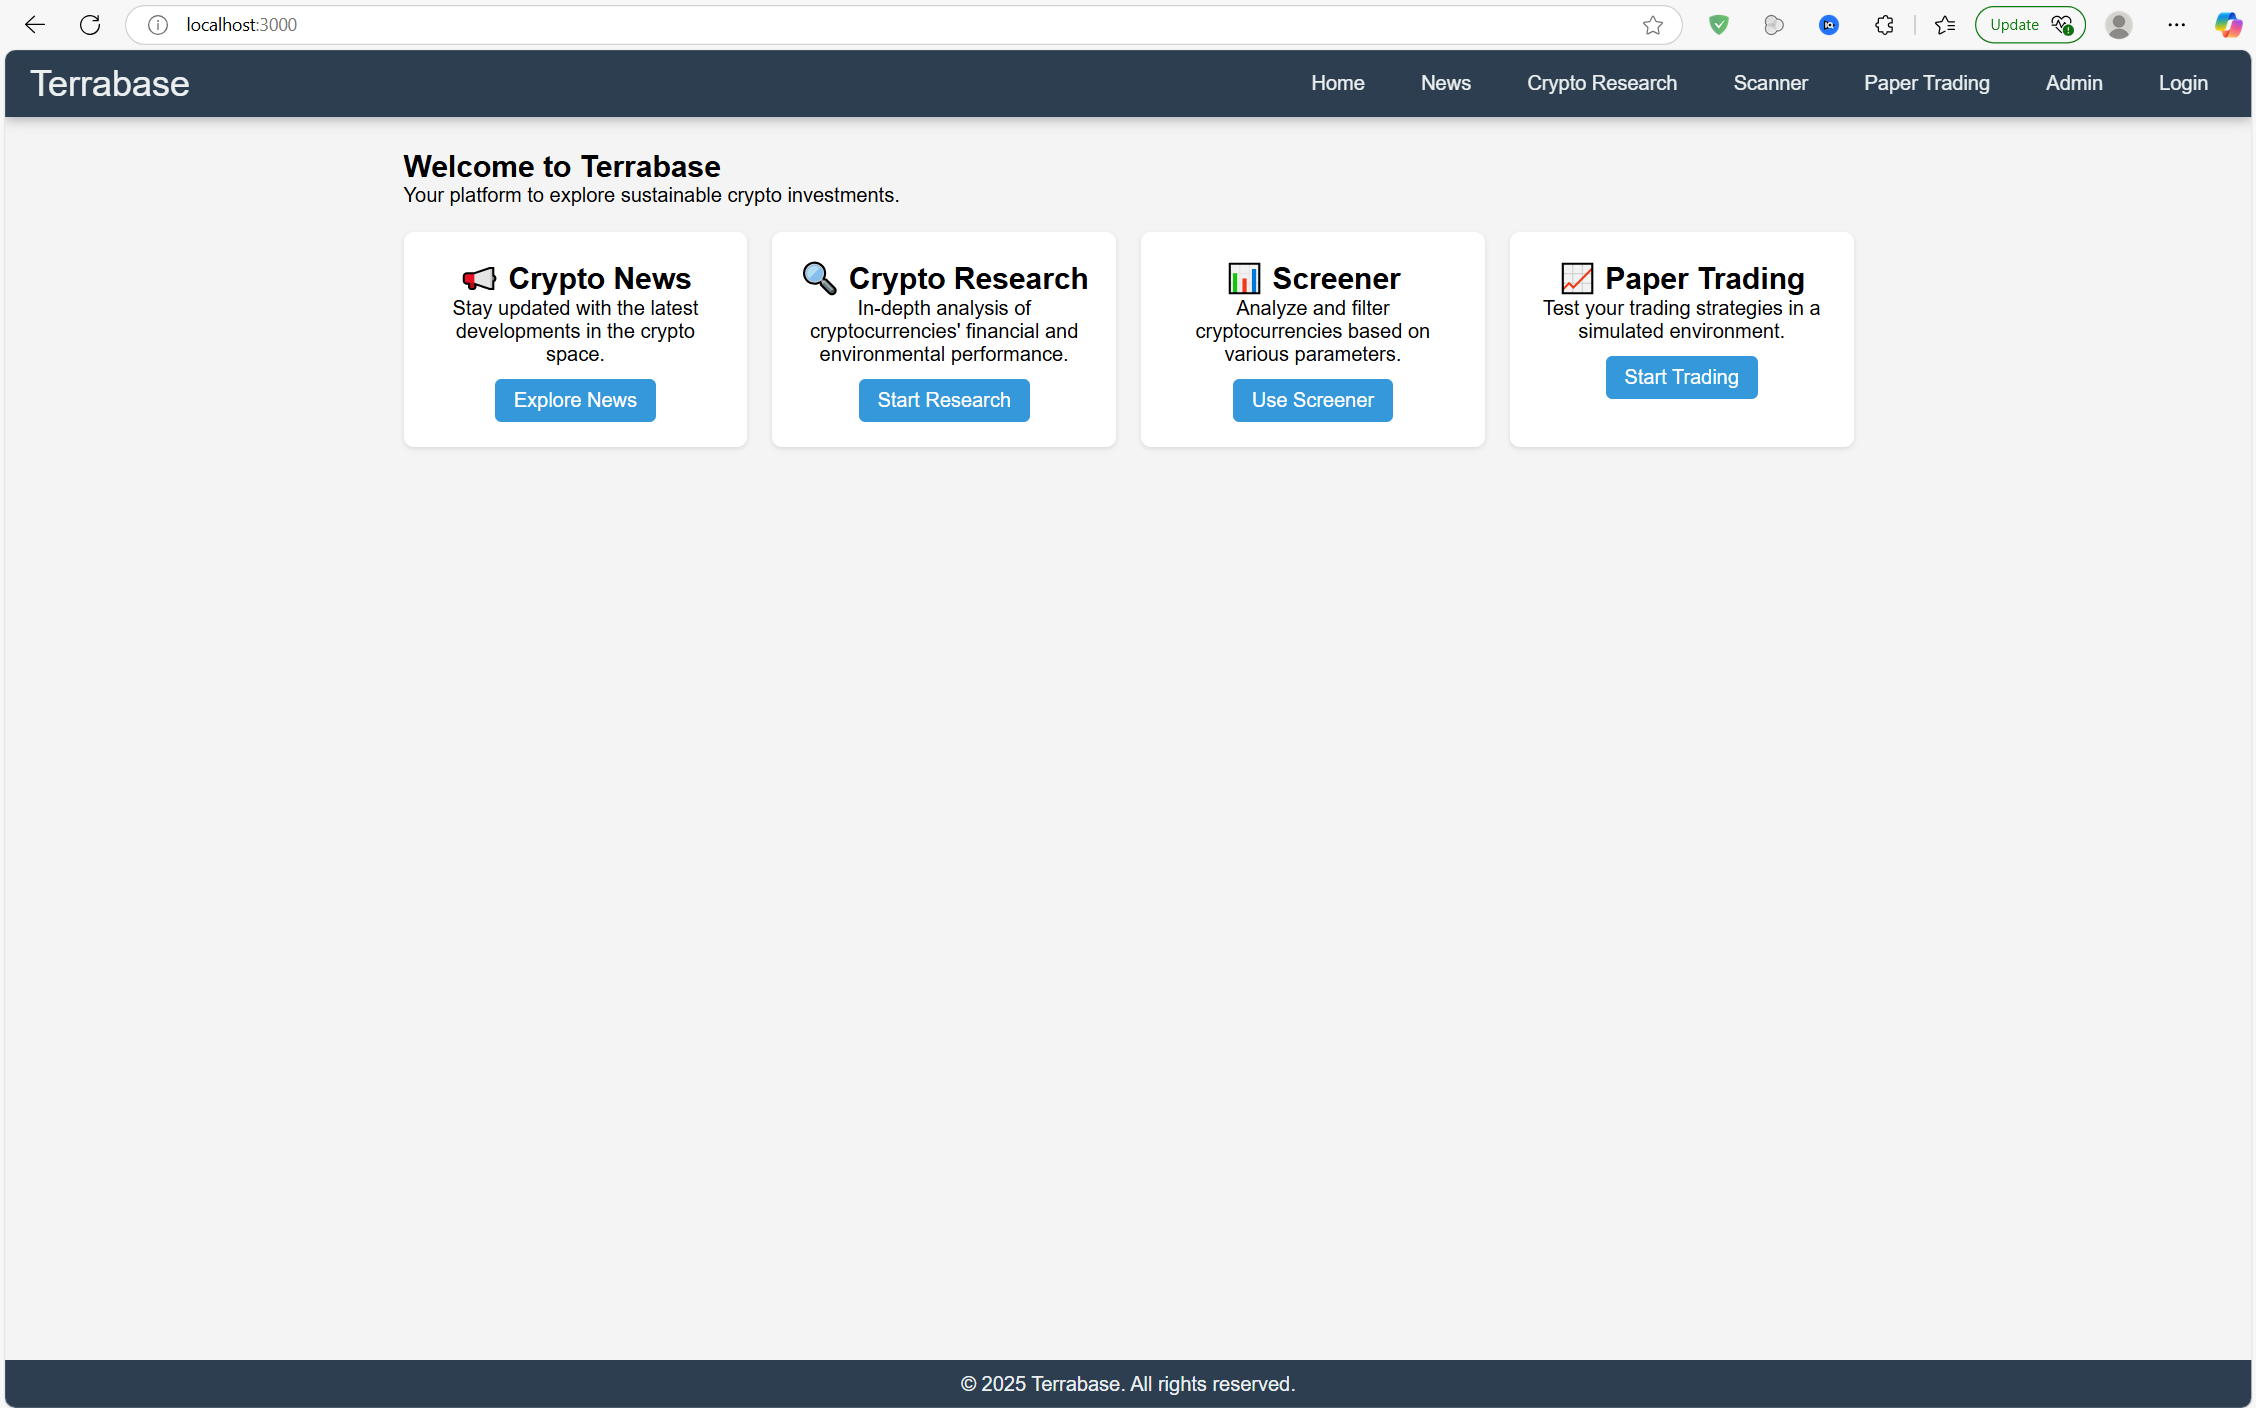 localhost:3000
Update
Terrabase
Home News Crypto Research Scanner Paper Trading Admin Login
Welcome to Terrabase
Your platform to explore sustainable crypto investments.
Crypto News
Stay updated with the latest
developments in the crypto
space.
Explore News
Crypto Research
In-depth analysis of
cryptocurrencies' financial and
environmental performance.
Start Research
Screener
Analyze and filter
cryptocurrencies based on
various parameters.
Use Screener
Paper Trading
Test your trading strategies in a
simulated environment.
Start Trading
© 2025 Terrabase. All rights reserved.